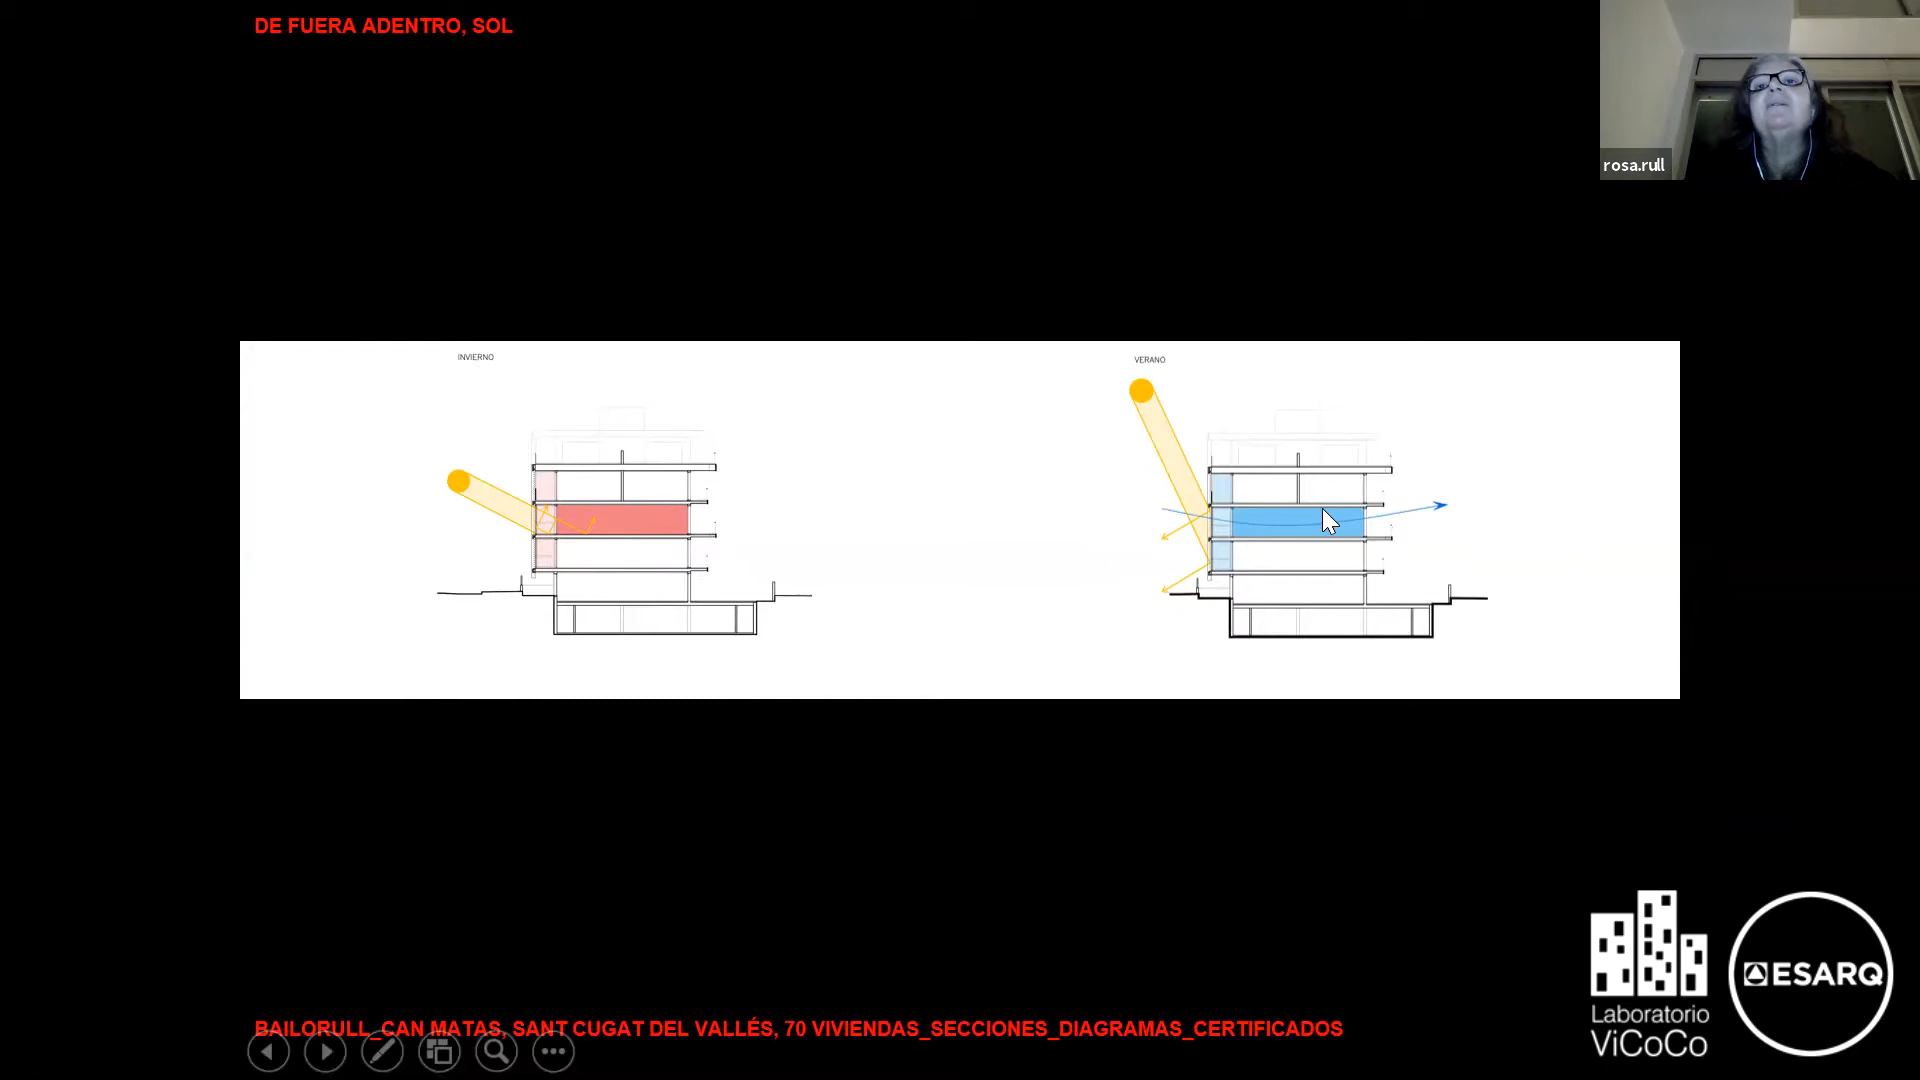 DE FUERA ADENTRO, SOL
rosa.rull
INVIERNO
VERANO
BAILORULL_CAN MATAS, SANT CUGAT DEL VALLÉS, 70 VIVIENDAS_SECCIONES_DIAGRAMAS_CERTIFICADOS
Laboratorio
ViCoCo
ESARQ